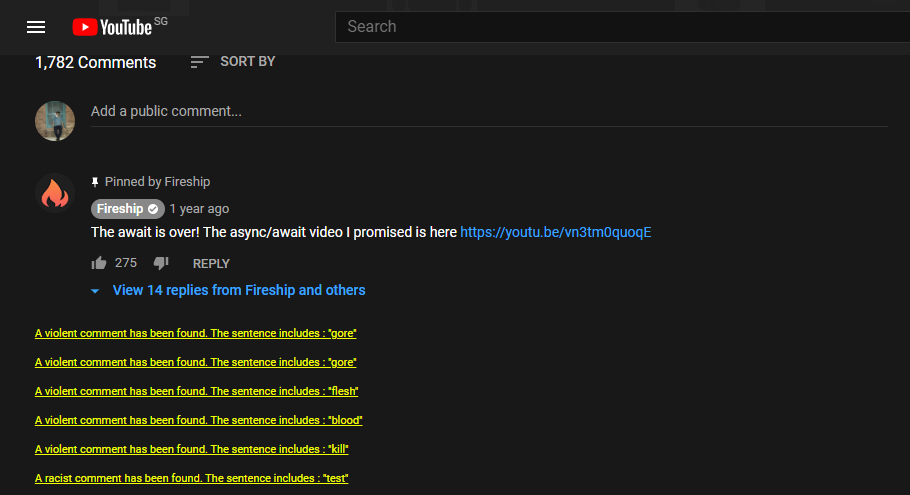 YouTube SG
Search
1,782 Comments
SORT BY
Add a public comment...
Pinned by Fireship
Fireship 1 year ago
The await is over! The async/await video I promised is here https://youtu.be/vn3tm0quoqE
275 REPLY
View 14 replies from Fireship and others
A violent comment has been found. The sentence includes : "gore"
A violent comment has been found. The sentence includes : "gore"
A violent comment has been found. The sentence includes : "flesh"
A violent comment has been found. The sentence includes : "blood"
A violent comment has been found. The sentence includes : "kill"
A racist comment has been found. The sentence includes : "test"